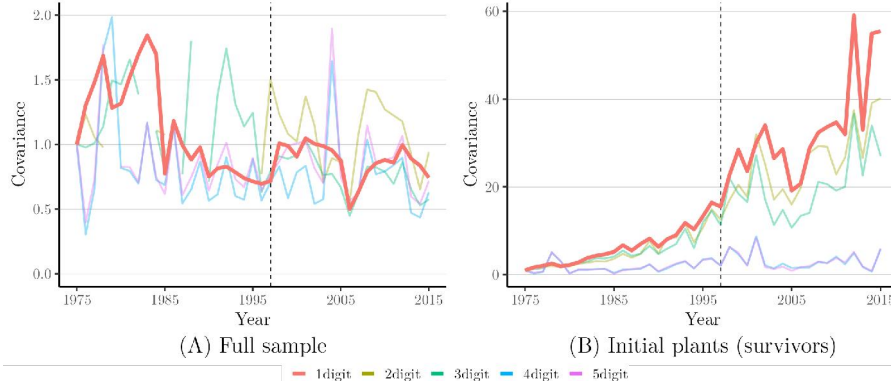 2.0
1.5
1.0
0.5
0.0
Covariance
1975 1985 1995 2005 2015
Year
(A) Full sample
60
40
20
0
Covariance
1975 1985 1995 2005 2015
Year
(B) Initial plants (survivors)
1digit 2digit 3digit 4digit 5digit